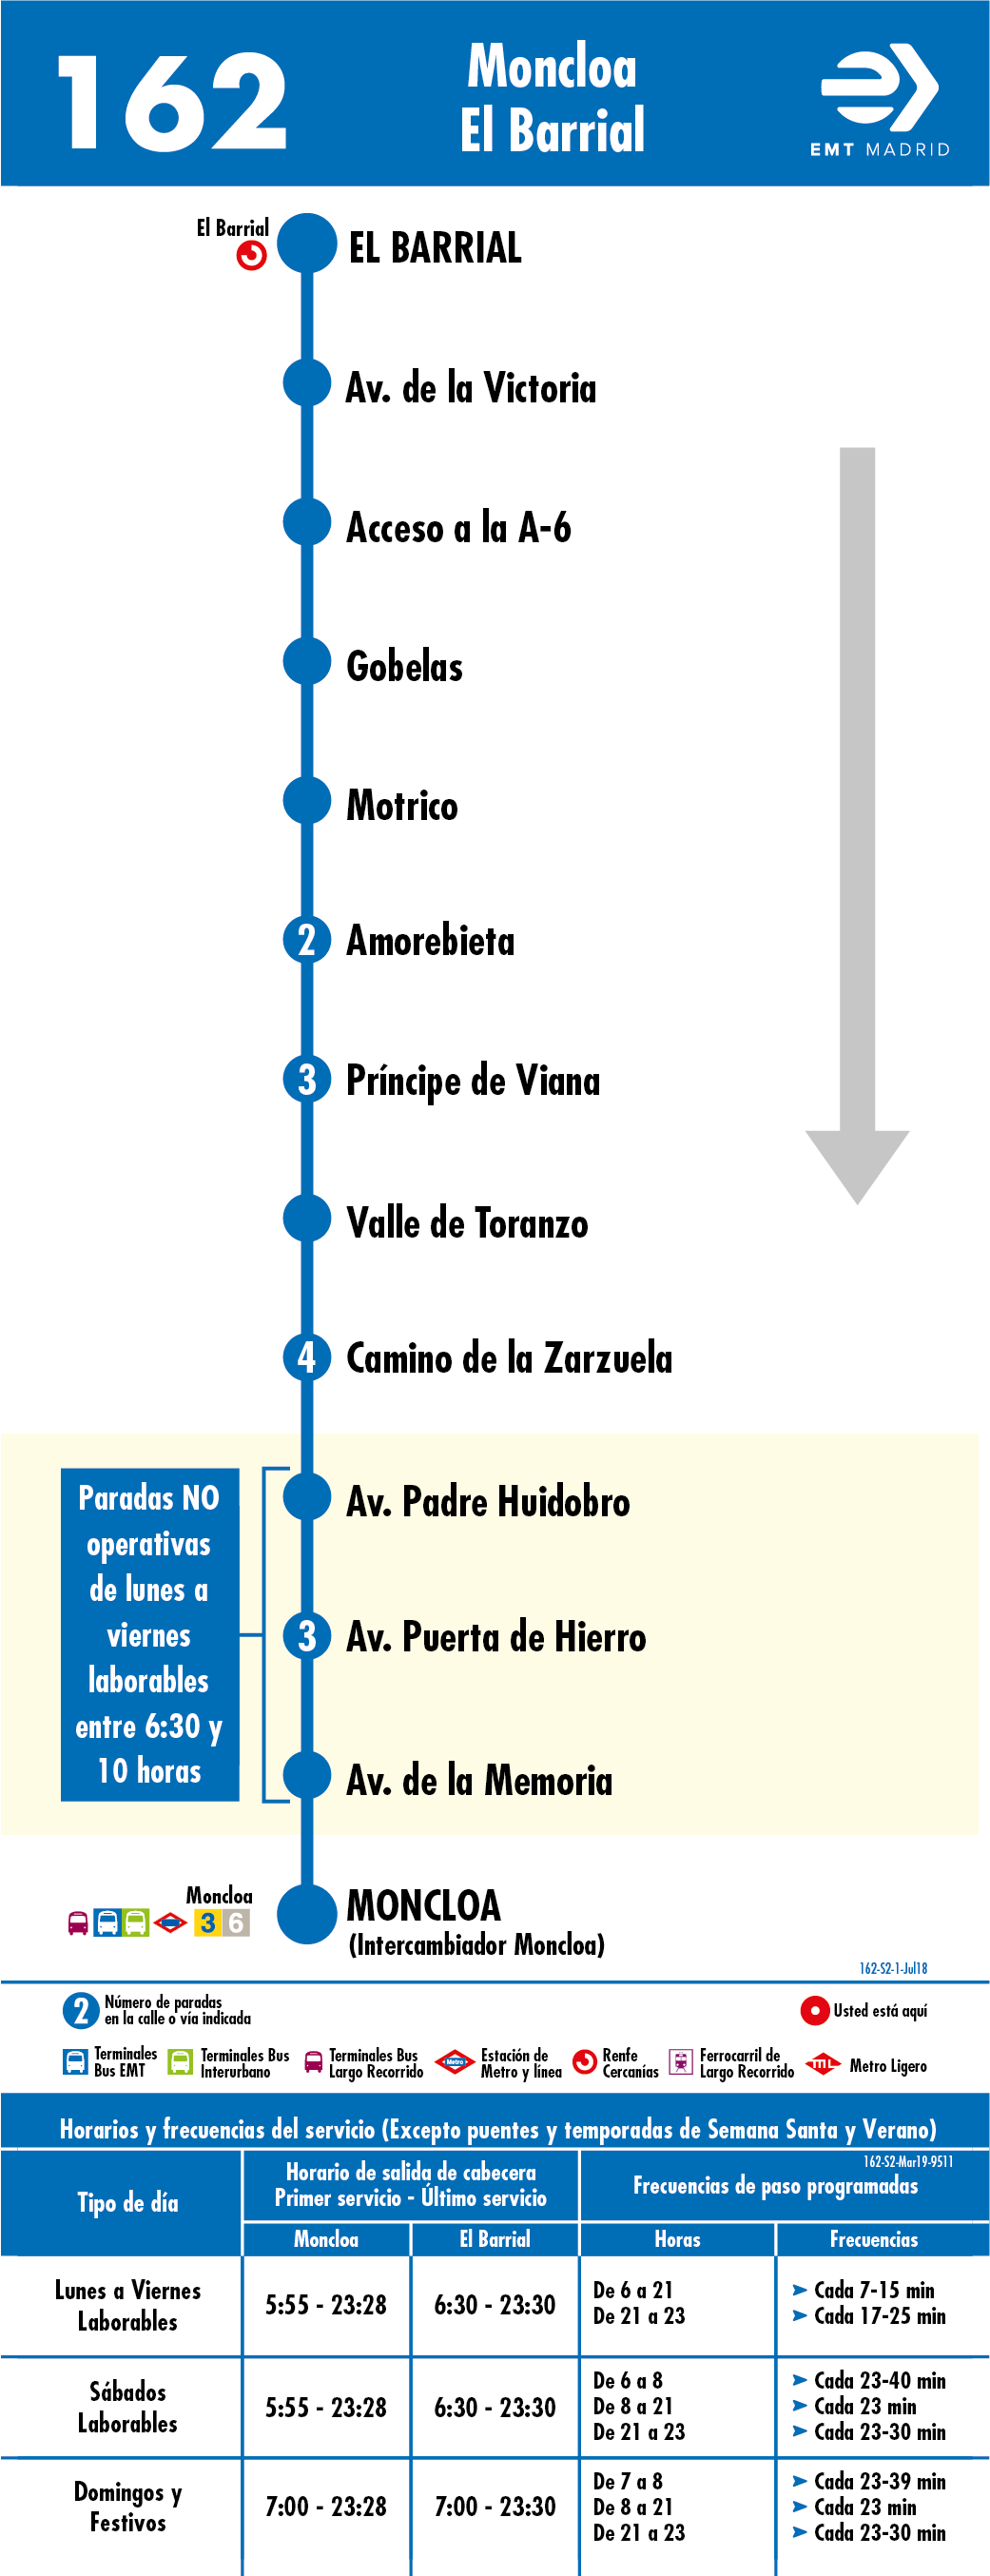 162
Moncloa
El Barrial
EMT MADRID
El Barrial
EL BARRIAL
Av. de la Victoria
Acceso a la A-6
Gobelas
Motrico
2 Amorebieta
3 Príncipe de Viana
Valle de Toranzo
4 Camino de la Zarzuela
Paradas NO
operativas
de lunes a
viernes
laborables
entre 6:30 y
10 horas
Av. Padre Huidobro
3 Av. Puerta de Hierro
Av. de la Memoria
Moncloa
3 6
MONCLOA
(Intercambiador Moncloa)
162-S2-1-Jul18
2 Número de paradas
en la calle o vía indicada
Usted está aquí
Terminales
Bus EMT
Terminales Bus
Interurbano
Terminales Bus
Largo Recorrido
Metro
Estación de
Metro y línea
Renfe
Cercanías
Ferrocarril de
Largo Recorrido
ML
Metro Ligero
Horarios y frecuencias del servicio (Excepto puentes y temporadas de Semana Santa y Verano)
162-S2-Mar19-9511
Tipo de día
Horario de salida de cabecera
Primer servicio - Último servicio
Frecuencias de paso programadas
Moncloa El Barrial Horas Frecuencias
Lunes a Viernes
Laborables
5:55 - 23:28 6:30 - 23:30
De 6 a 21 ➤ Cada 7-15 min
De 21 a 23 ➤ Cada 17-25 min
Sábados
Laborables
5:55 - 23:28 6:30 - 23:30
De 6 a 8 ➤ Cada 23-40 min
De 8 a 21 ➤ Cada 23 min
De 21 a 23 ➤ Cada 23-30 min
Domingos y
Festivos
7:00 - 23:28 7:00 - 23:30
De 7 a 8 ➤ Cada 23-39 min
De 8 a 21 ➤ Cada 23 min
De 21 a 23 ➤ Cada 23-30 min